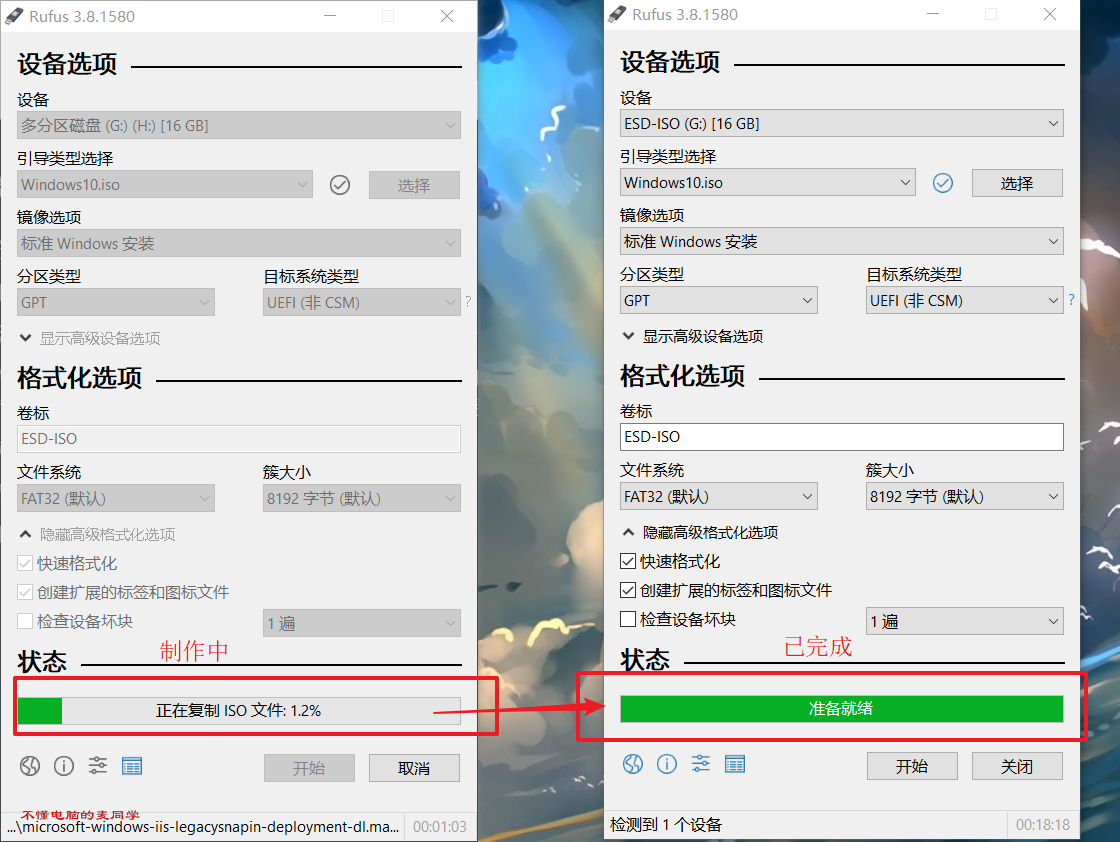 Rufus 3.8.1580
设备选项
设备
多分区磁盘 (G:) (H:) [16 GB]
引导类型选择
Windows10.iso
选择
镜像选项
标准 Windows 安装
分区类型
目标系统类型
GPT
UEFI (非 CSM)
?
显示高级设备选项
格式化选项
卷标
ESD-ISO
文件系统
簇大小
FAT32 (默认)
8192 字节 (默认)
隐藏高级格式化选项
快速格式化
创建扩展的标签和图标文件
检查设备坏块
1 遍
制作中
状态
正在复制 ISO 文件: 1.2%
开始
取消
不懂电脑的麦同学
...\microsoft-windows-iis-legacysnapin-deployment-dl.ma...
00:01:03
Rufus 3.8.1580
设备选项
设备
ESD-ISO (G:) [16 GB]
引导类型选择
Windows10.iso
选择
镜像选项
标准 Windows 安装
分区类型
目标系统类型
GPT
UEFI (非 CSM)
?
显示高级设备选项
格式化选项
卷标
ESD-ISO
文件系统
簇大小
FAT32 (默认)
8192 字节 (默认)
隐藏高级格式化选项
快速格式化
创建扩展的标签和图标文件
检查设备坏块
1 遍
已完成
状态
准备就绪
开始
关闭
检测到 1 个设备
00:18:18